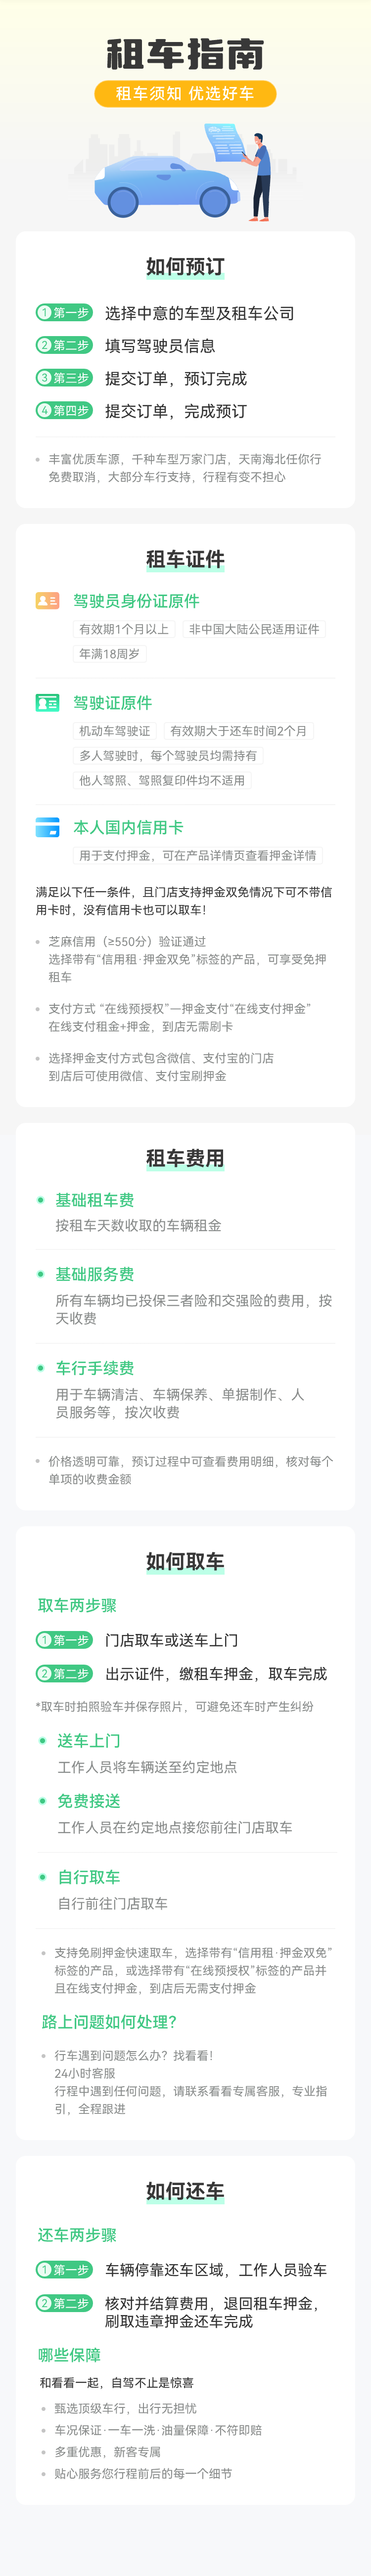 租车指南
租车须知 优选好车
如何预订
1 第一步 选择中意的车型及租车公司
2 第二步 填写驾驶员信息
3 第三步 提交订单，预订完成
4 第四步 提交订单，完成预订
丰富优质车源，千种车型万家门店，天南海北任你行
免费取消，大部分车行支持，行程有变不担心
租车证件
驾驶员身份证原件
有效期1个月以上 非中国大陆公民适用证件
年满18周岁
驾驶证原件
机动车驾驶证 有效期大于还车时间2个月
多人驾驶时，每个驾驶员均需持有
他人驾照、驾照复印件均不适用
本人国内信用卡
用于支付押金，可在产品详情页查看押金详情
满足以下任一条件，且门店支持押金双免情况下可不带信
用卡时，没有信用卡也可以取车！
芝麻信用（≥550分）验证通过
选择带有“信用租·押金双免”标签的产品，可享受免押
租车
支付方式 “在线预授权”—押金支付“在线支付押金”
在线支付租金+押金，到店无需刷卡
选择押金支付方式包含微信、支付宝的门店
到店后可使用微信、支付宝刷押金
租车费用
基础租车费
按租车天数收取的车辆租金
基础服务费
所有车辆均已投保三者险和交强险的费用，按
天收费
车行手续费
用于车辆清洁、车辆保养、单据制作、人
员服务等，按次收费
价格透明可靠，预订过程中可查看费用明细，核对每个
单项的收费金额
如何取车
取车两步骤
1 第一步 门店取车或送车上门
2 第二步 出示证件，缴租车押金，取车完成
*取车时拍照验车并保存照片，可避免还车时产生纠纷
送车上门
工作人员将车辆送至约定地点
免费接送
工作人员在约定地点接您前往门店取车
自行取车
自行前往门店取车
支持免刷押金快速取车，选择带有“信用租·押金双免”
标签的产品，或选择带有“在线预授权”标签的产品并
且在线支付押金，到店后无需支付押金
路上问题如何处理？
行车遇到问题怎么办？找看看！
24小时客服
行程中遇到任何问题，请联系看看专属客服，专业指
引，全程跟进
如何还车
还车两步骤
1 第一步 车辆停靠还车区域，工作人员验车
2 第二步 核对并结算费用，退回租车押金，
刷取违章押金还车完成
哪些保障
和看看一起，自驾不止是惊喜
甄选顶级车行，出行无担忧
车况保证·一车一洗·油量保障·不符即赔
多重优惠，新客专属
贴心服务您行程前后的每一个细节